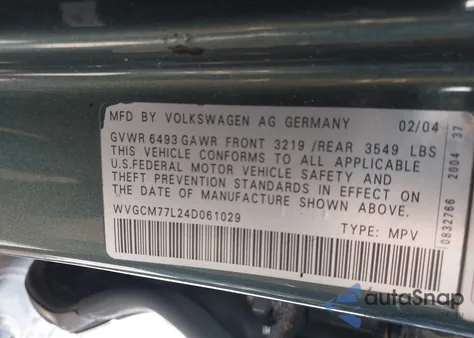 MFD BY VOLKSWAGEN AG GERMANY 02/04
GVWR 6493 GAWR FRONT 3219 /REAR 3549 LBS
THIS VEHICLE CONFORMS TO ALL APPLICABLE
U.S.FEDERAL MOTOR VEHICLE SAFETY AND
THEFT PREVENTION STANDARDS IN EFFECT ON
THE DATE OF MANUFACTURE SHOWN ABOVE.
WVGCM77L24D061029
TYPE: MPV
0832766 2004 37
autoSnap